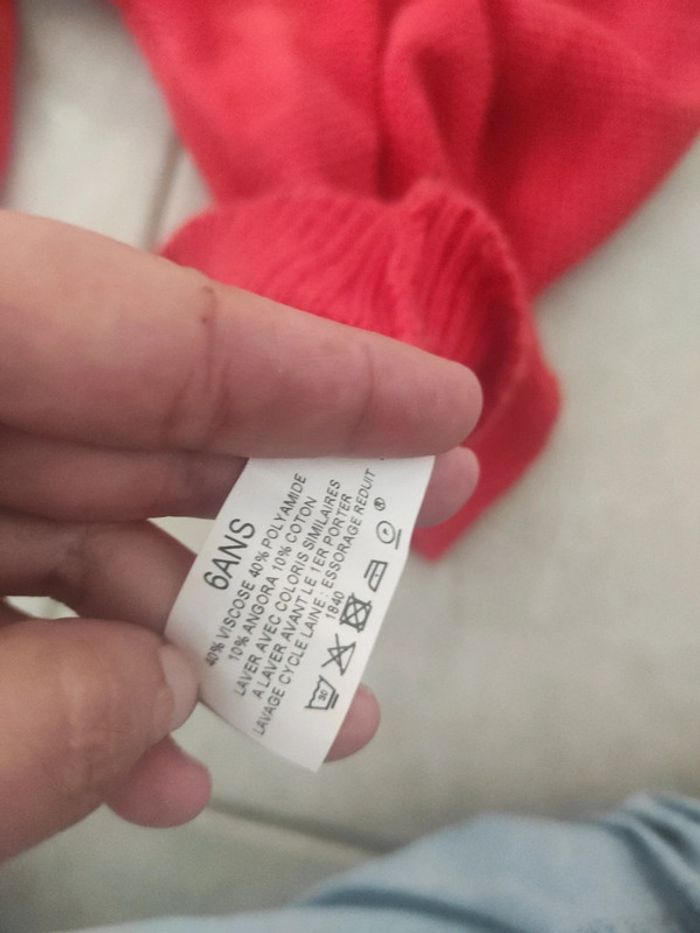 6ANS
40% VISCOSE 40% POLYAMIDE
10% ANGORA 10% COTON
LAVER AVEC COLORIS SIMILAIRES
A LAVER AVANT LE 1ER PORTER
LAVAGE CYCLE LAINE : ESSORAGE REDUIT
1840
30